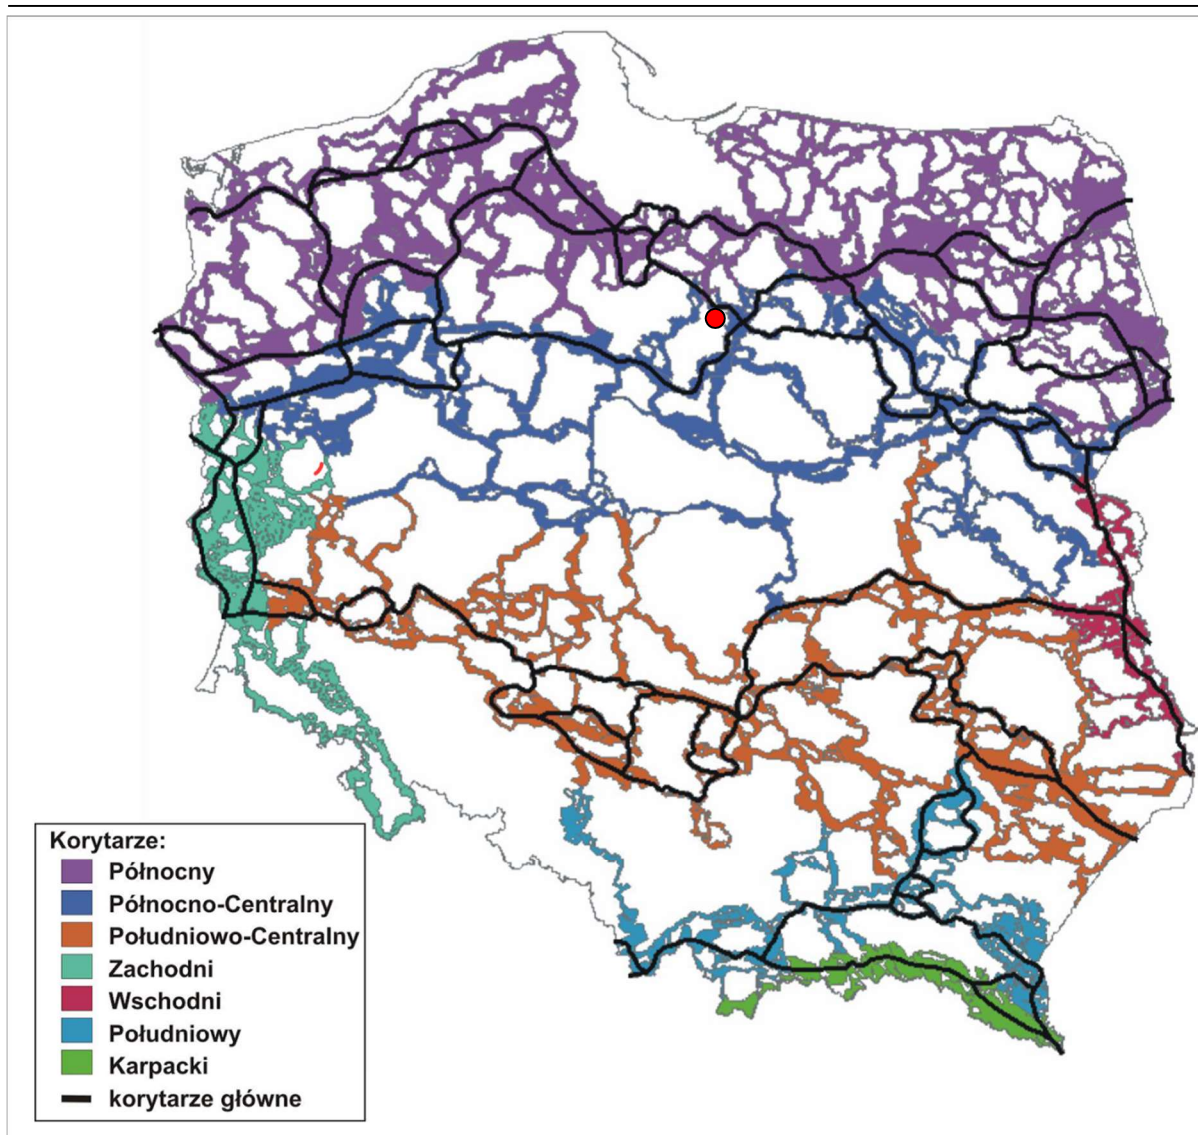 Korytarze:
Północny
Północno-Centralny
Południowo-Centralny
Zachodni
Wschodni
Południowy
Karpacki
korytarze główne